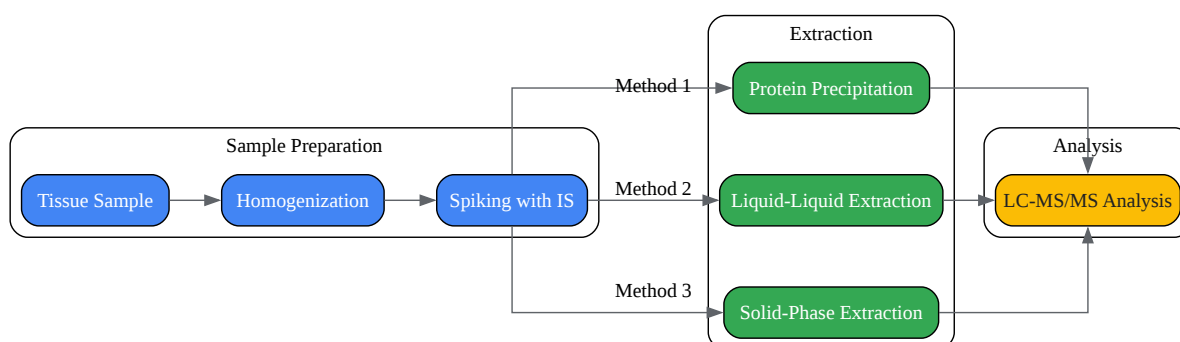 Sample Preparation
Tissue Sample
Homogenization
Spiking with IS
Method 1
Method 2
Method 3
Extraction
Protein Precipitation
Liquid-Liquid Extraction
Solid-Phase Extraction
Analysis
LC-MS/MS Analysis